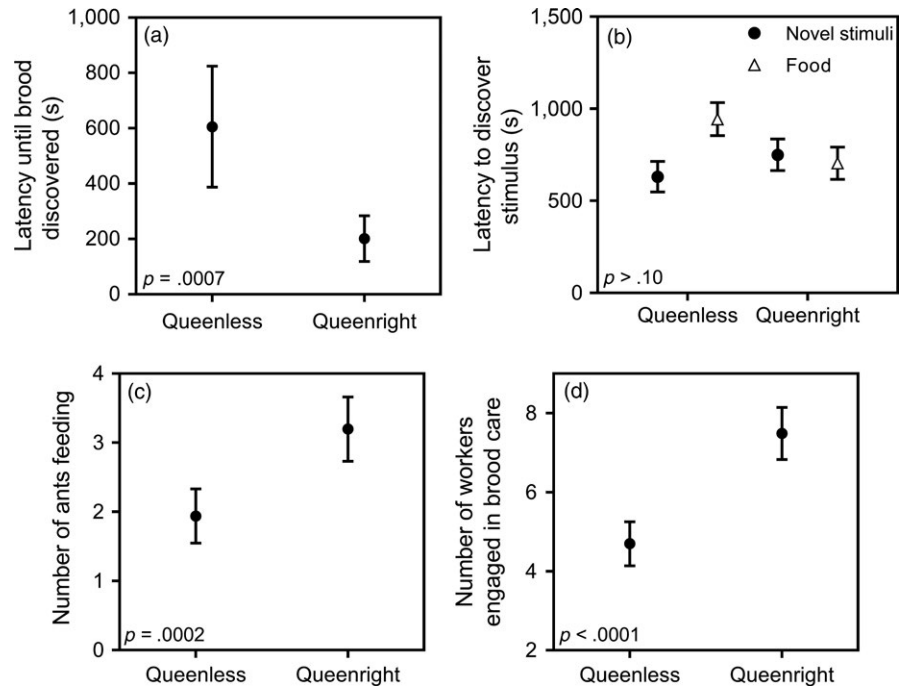 (a)
Latency until brood
discovered (s)
1,000
800
600
400
200
0
p = .0007
Queenless
Queenright
(b)
Novel stimuli
Food
Latency to discover
stimulus (s)
1,500
1,000
500
0
p > .10
Queenless
Queenright
(c)
Number of ants feeding
4
3
2
1
0
p = .0002
Queenless
Queenright
(d)
Number of workers
engaged in brood care
8
6
4
2
p < .0001
Queenless
Queenright